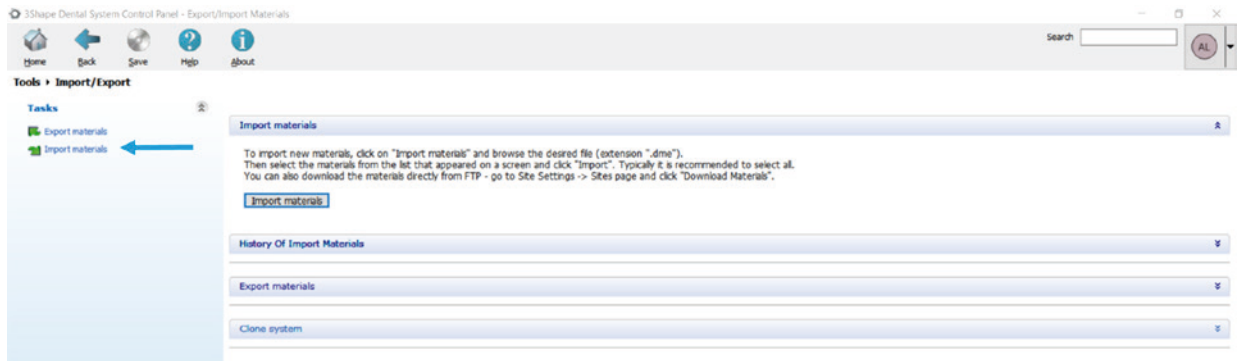 3Shape Dental System Control Panel - Export/Import Materials
Home Back Save Help About
Search
AL
Tools ▸ Import/Export
Tasks
Export materials
Import materials
Import materials
To import new materials, click on "Import materials" and browse the desired file (extension ".dme").
Then select the materials from the list that appeared on a screen and click "Import". Typically it is recommended to select all.
You can also download the materials directly from FTP - go to Site Settings -> Sites page and click "Download Materials".
Import materials
History Of Import Materials
Export materials
Clone system